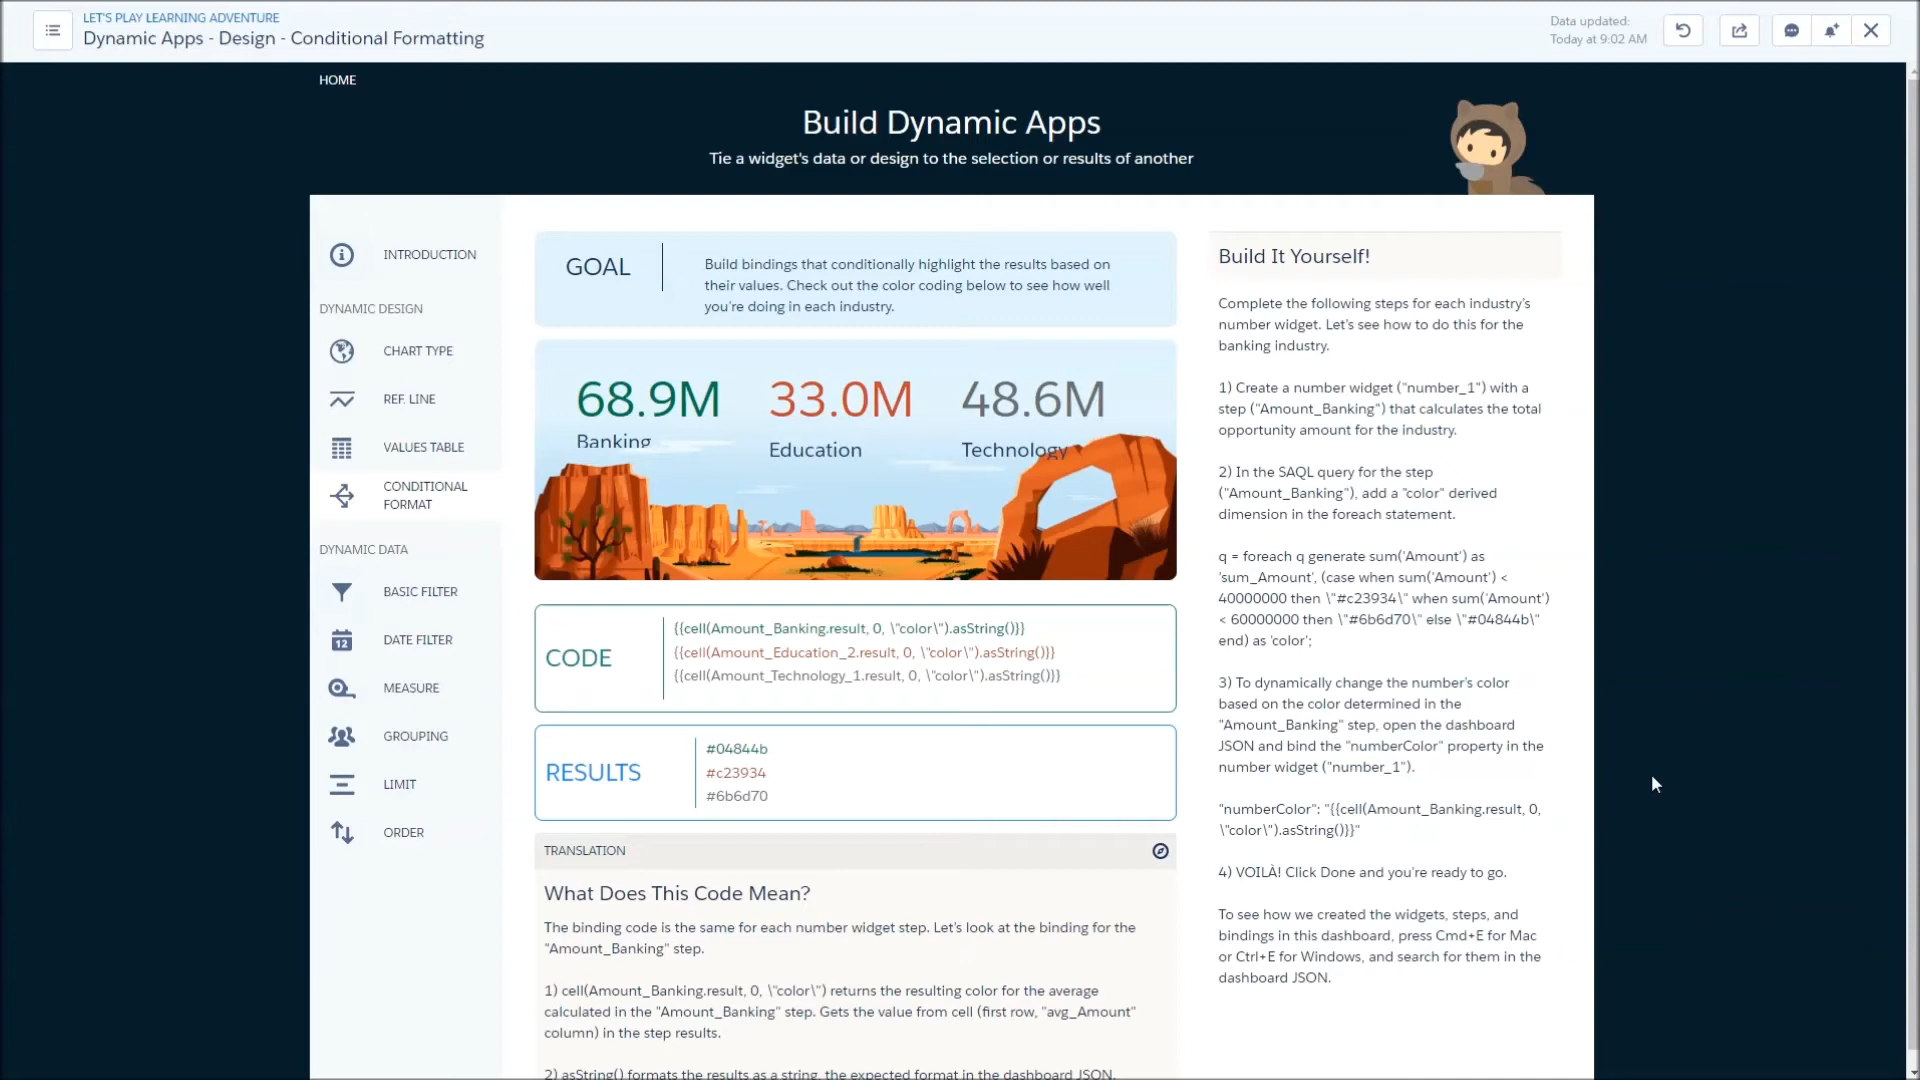 LET'S PLAY LEARNING ADVENTURE
Dynamic Apps - Design - Conditional Formatting
Data updated:
Today at 9:02 AM
HOME
Build Dynamic Apps
Tie a widget's data or design to the selection or results of another
INTRODUCTION
DYNAMIC DESIGN
CHART TYPE
REF. LINE
VALUES TABLE
CONDITIONAL
FORMAT
DYNAMIC DATA
BASIC FILTER
12
DATE FILTER
MEASURE
GROUPING
LIMIT
ORDER
GOAL
Build bindings that conditionally highlight the results based on
their values. Check out the color coding below to see how well
you're doing in each industry.
68.9M
33.0M
48.6M
Banking
Education
Technology
CODE
{{cell(Amount_Banking.result, 0, \"color\").asString()}}
{{cell(Amount_Education_2.result, 0, \"color\").asString()}}
{{cell(Amount_Technology_1.result, 0, \"color\").asString()}}
RESULTS
#04844b
#c23934
#6b6d70
TRANSLATION
What Does This Code Mean?
The binding code is the same for each number widget step. Let's look at the binding for the
"Amount_Banking" step.
1) cell(Amount_Banking.result, 0, \"color\") returns the resulting color for the average
calculated in the "Amount_Banking" step. Gets the value from cell (first row, "avg_Amount"
column) in the step results.
2) asString() formats the results as a string, the expected format in the dashboard JSON.
Build It Yourself!
Complete the following steps for each industry's
number widget. Let's see how to do this for the
banking industry.
1) Create a number widget ("number_1") with a
step ("Amount_Banking") that calculates the total
opportunity amount for the industry.
2) In the SAQL query for the step
("Amount_Banking"), add a "color" derived
dimension in the foreach statement.
q = foreach q generate sum('Amount') as
'sum_Amount', (case when sum('Amount') <
40000000 then \"#c23934\" when sum('Amount')
< 60000000 then \"#6b6d70\" else \"#04844b\"
end) as 'color';
3) To dynamically change the number's color
based on the color determined in the
"Amount_Banking" step, open the dashboard
JSON and bind the "numberColor" property in the
number widget ("number_1").
"numberColor": "{{cell(Amount_Banking.result, 0,
\"color\").asString()}}"
4) VOILÀ! Click Done and you're ready to go.
To see how we created the widgets, steps, and
bindings in this dashboard, press Cmd+E for Mac
or Ctrl+E for Windows, and search for them in the
dashboard JSON.